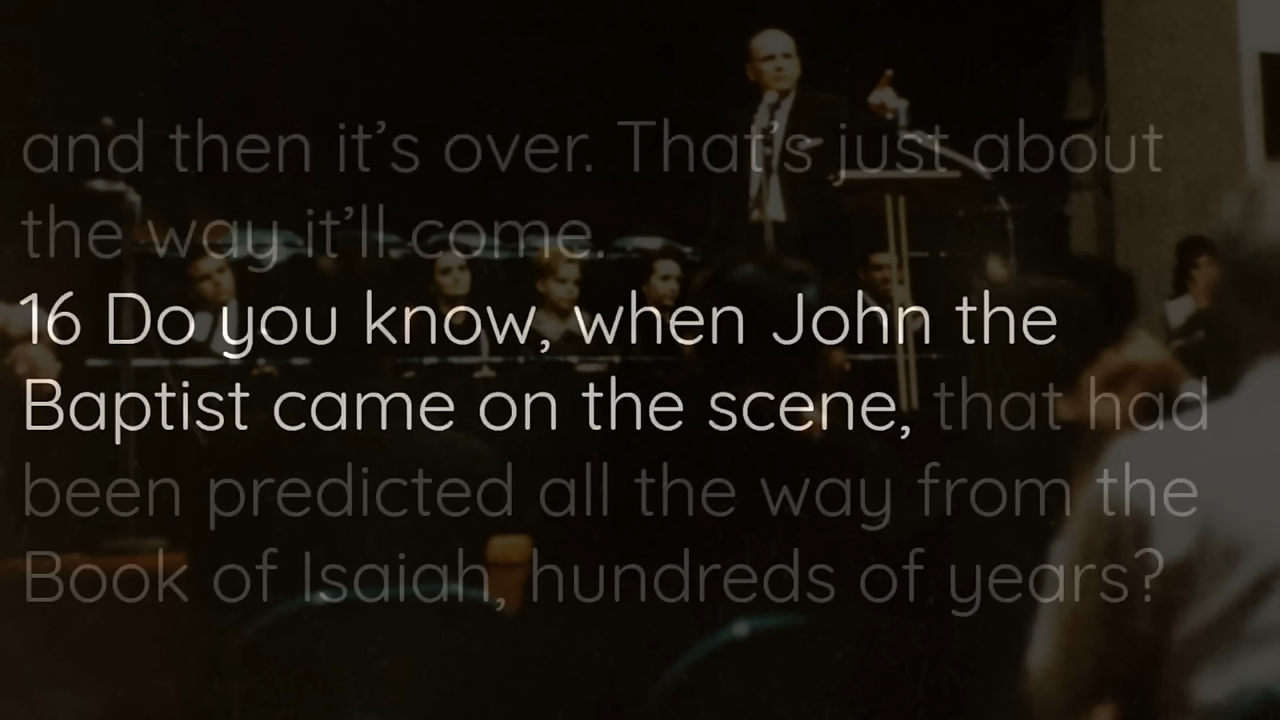 and then it’s over. That’s just about
the way it’ll come.
16 Do you know, when John the
Baptist came on the scene, that had
been predicted all the way from the
Book of Isaiah, hundreds of years?